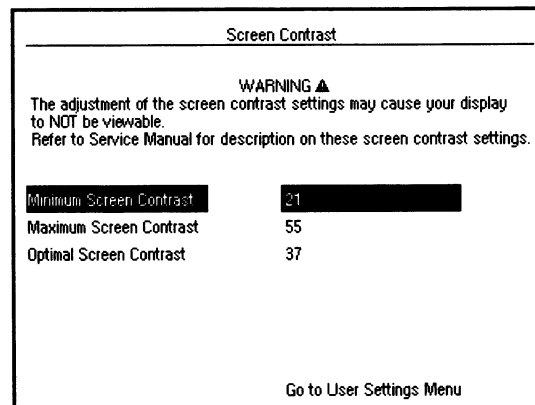 Screen Contrast
WARNING ⚠
The adjustment of the screen contrast settings may cause your display
to NOT be viewable.
Refer to Service Manual for description on these screen contrast settings.
Minimum Screen Contrast 21
Maximum Screen Contrast 55
Optimal Screen Contrast 37
Go to User Settings Menu